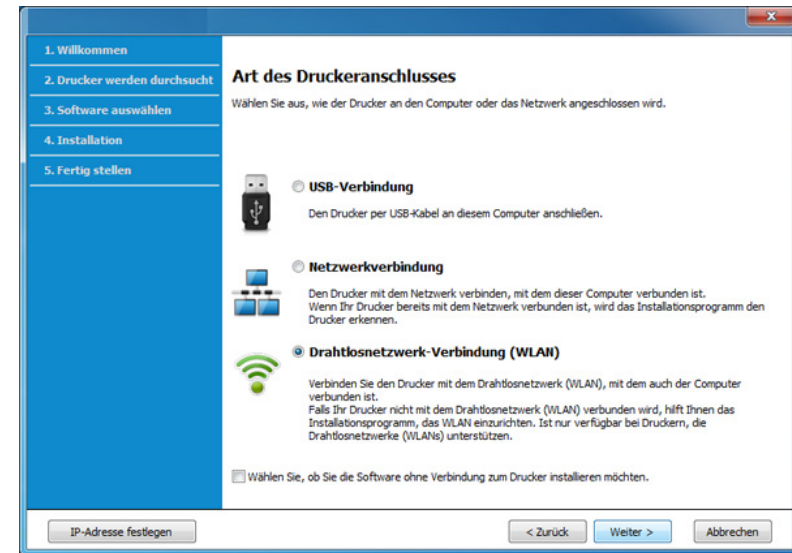 1. Willkommen
2. Drucker werden durchsucht
3. Software auswählen
4. Installation
5. Fertig stellen
Art des Druckeranschlusses
Wählen Sie aus, wie der Drucker an den Computer oder das Netzwerk angeschlossen wird.
USB-Verbindung
Den Drucker per USB-Kabel an diesem Computer anschließen.
Netzwerkverbindung
Den Drucker mit dem Netzwerk verbinden, mit dem dieser Computer verbunden ist.
Wenn Ihr Drucker bereits mit dem Netzwerk verbunden ist, wird das Installationsprogramm den
Drucker erkennen.
Drahtlosnetzwerk-Verbindung (WLAN)
Verbinden Sie den Drucker mit dem Drahtlosnetzwerk (WLAN), mit dem auch der Computer
verbunden ist.
Falls Ihr Drucker nicht mit dem Drahtlosnetzwerk (WLAN) verbunden wird, hilft Ihnen das
Installationsprogramm, das WLAN einzurichten. Ist nur verfügbar bei Druckern, die
Drahtlosnetzwerke (WLANs) unterstützen.
Wählen Sie, ob Sie die Software ohne Verbindung zum Drucker installieren möchten.
IP-Adresse festlegen
< Zurück
Weiter >
Abbrechen